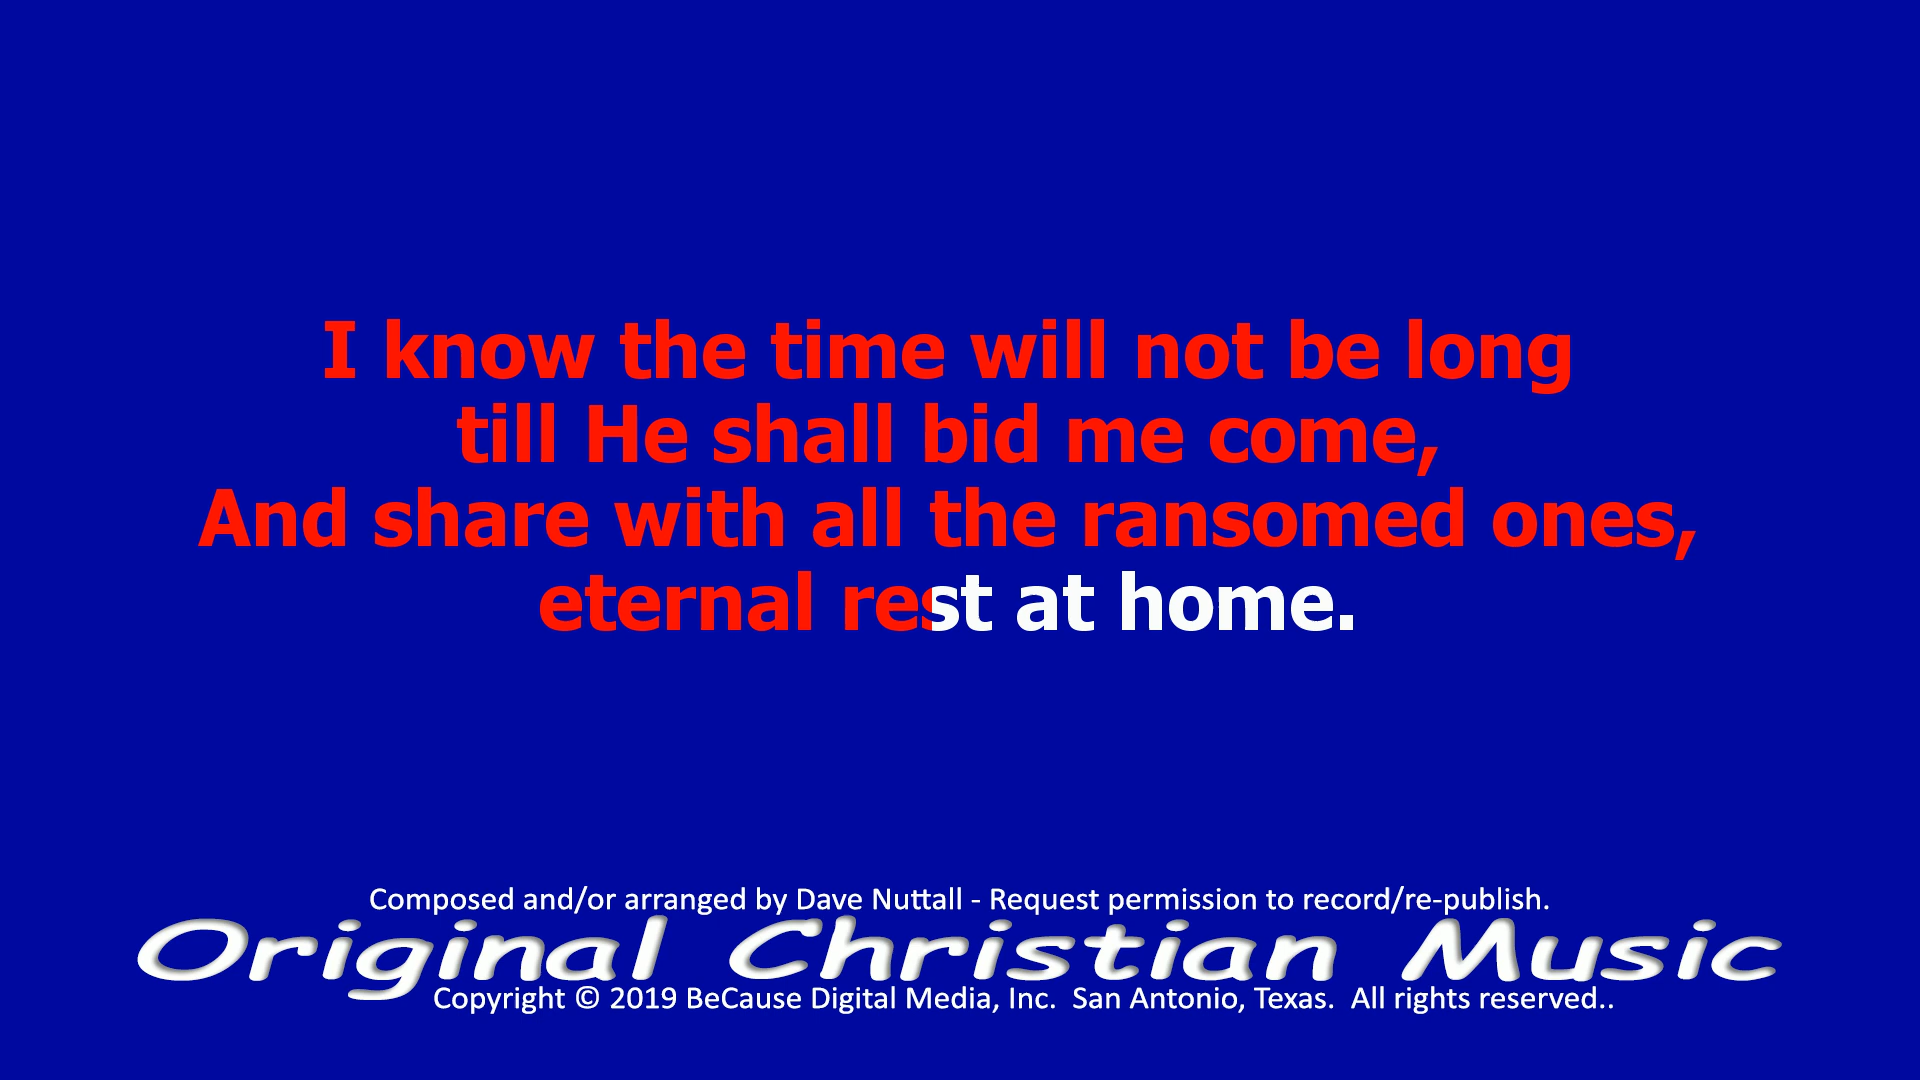 I know the time will not be long
till He shall bid me come,
And share with all the ransomed ones,
eternal rest at home.
Composed and/or arranged by Dave Nuttall - Request permission to record/re-publish.
Original Christian Music
Copyright © 2019 BeCause Digital Media, Inc.  San Antonio, Texas.  All rights reserved..